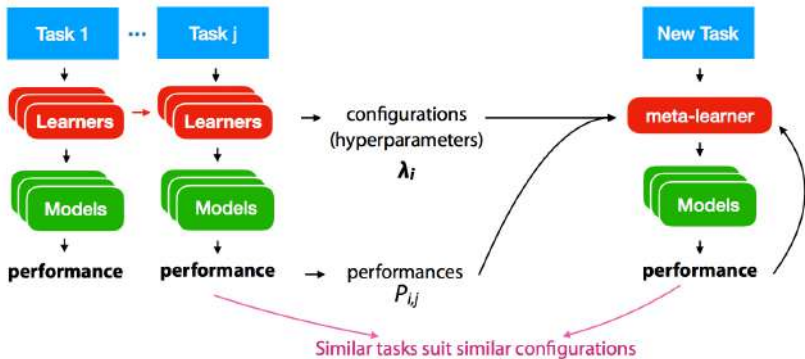 Task 1
...
Task j
New Task
Learners
Learners
configurations
(hyperparameters)
λi
meta-learner
Models
Models
Models
performance
performance
performances
Pi,j
performance
Similar tasks suit similar configurations